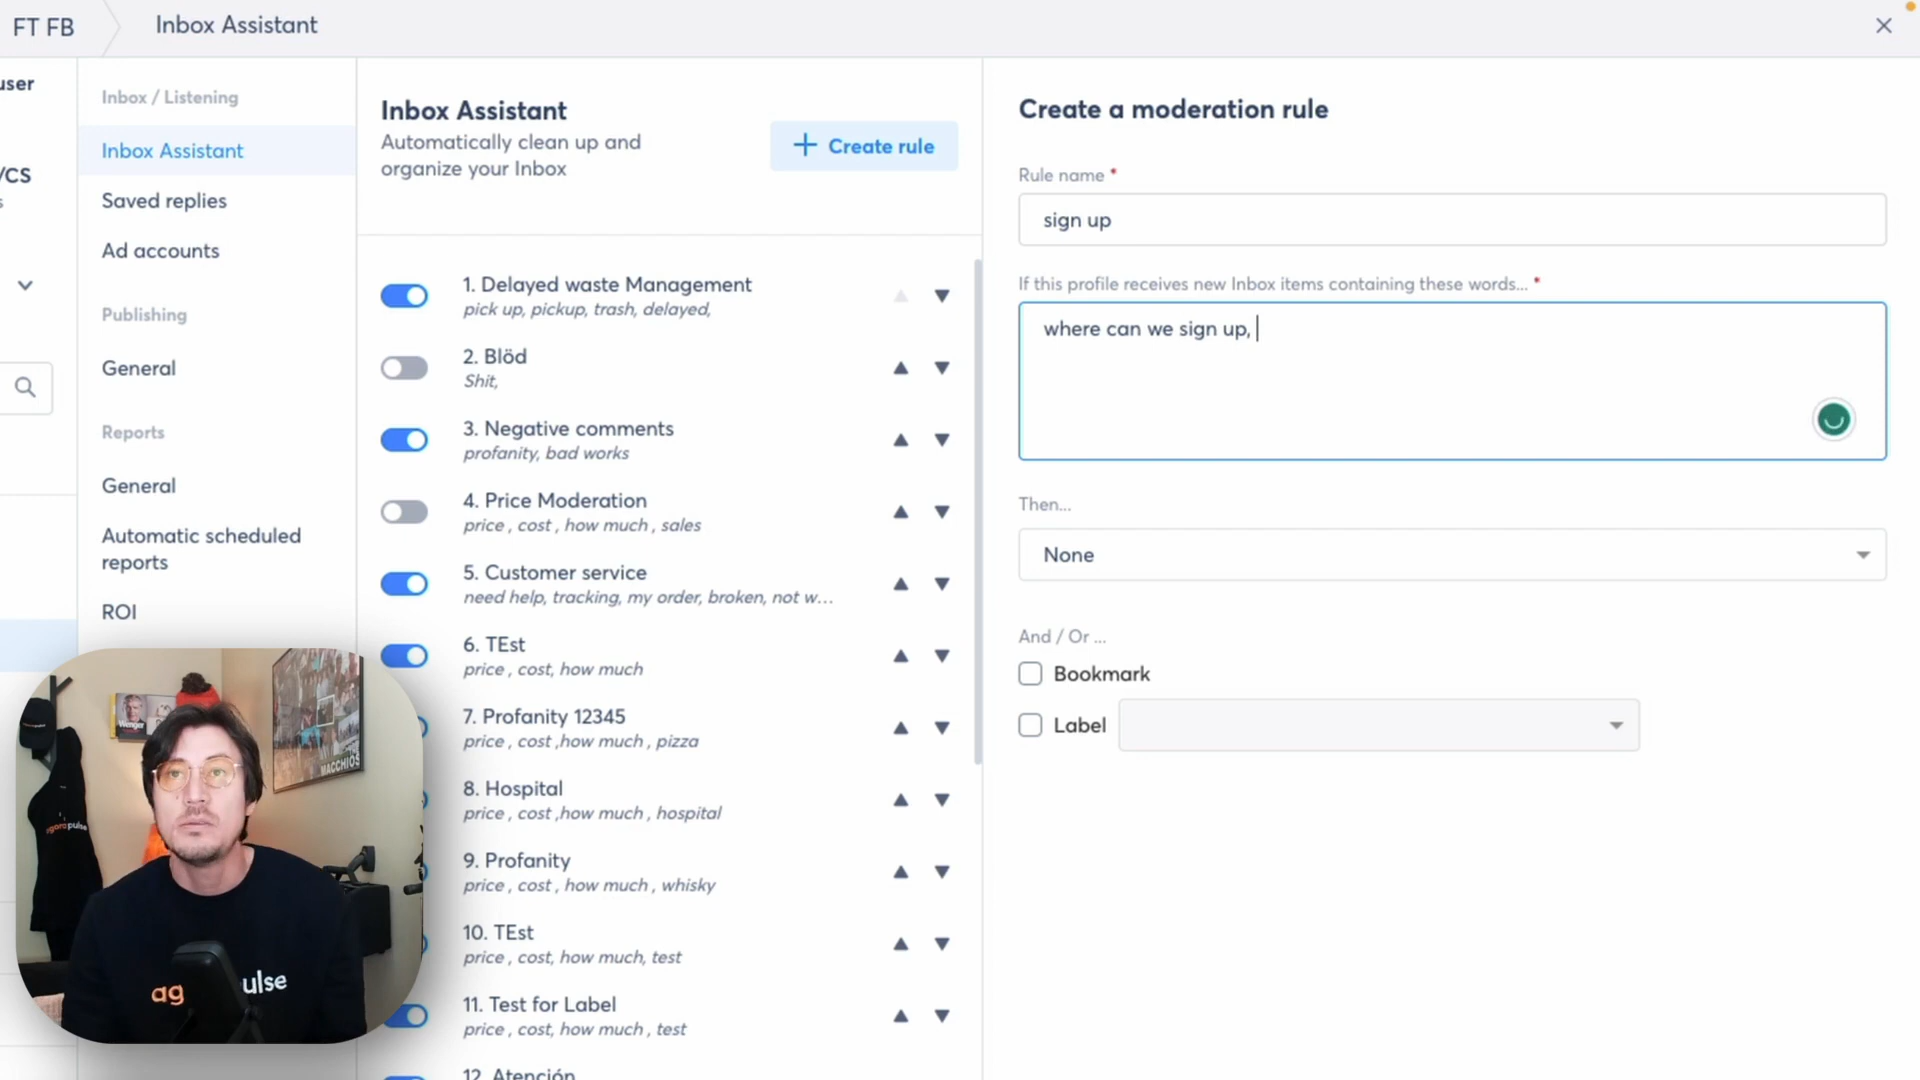 FT FB
Inbox Assistant
user
/CS
s
Inbox / Listening
Inbox Assistant
Saved replies
Ad accounts
Publishing
General
Reports
General
Automatic scheduled
reports
ROI
Inbox Assistant
Automatically clean up and
organize your Inbox
Create rule
1. Delayed waste Management
pick up, pickup, trash, delayed,
2. Blöd
Shit,
3. Negative comments
profanity, bad works
4. Price Moderation
price , cost , how much , sales
5. Customer service
need help, tracking, my order, broken, not w...
6. TEst
price , cost, how much
7. Profanity 12345
price , cost ,how much , pizza
8. Hospital
price , cost ,how much , hospital
9. Profanity
price , cost , how much , whisky
10. TEst
price , cost, how much, test
11. Test for Label
price , cost, how much , test
12. Atención
Create a moderation rule
Rule name *
sign up
If this profile receives new Inbox items containing these words... *
where can we sign up,
Then...
None
And / Or ...
Bookmark
Label
Wenger
MACCHIOS
agorapulse
ag ulse